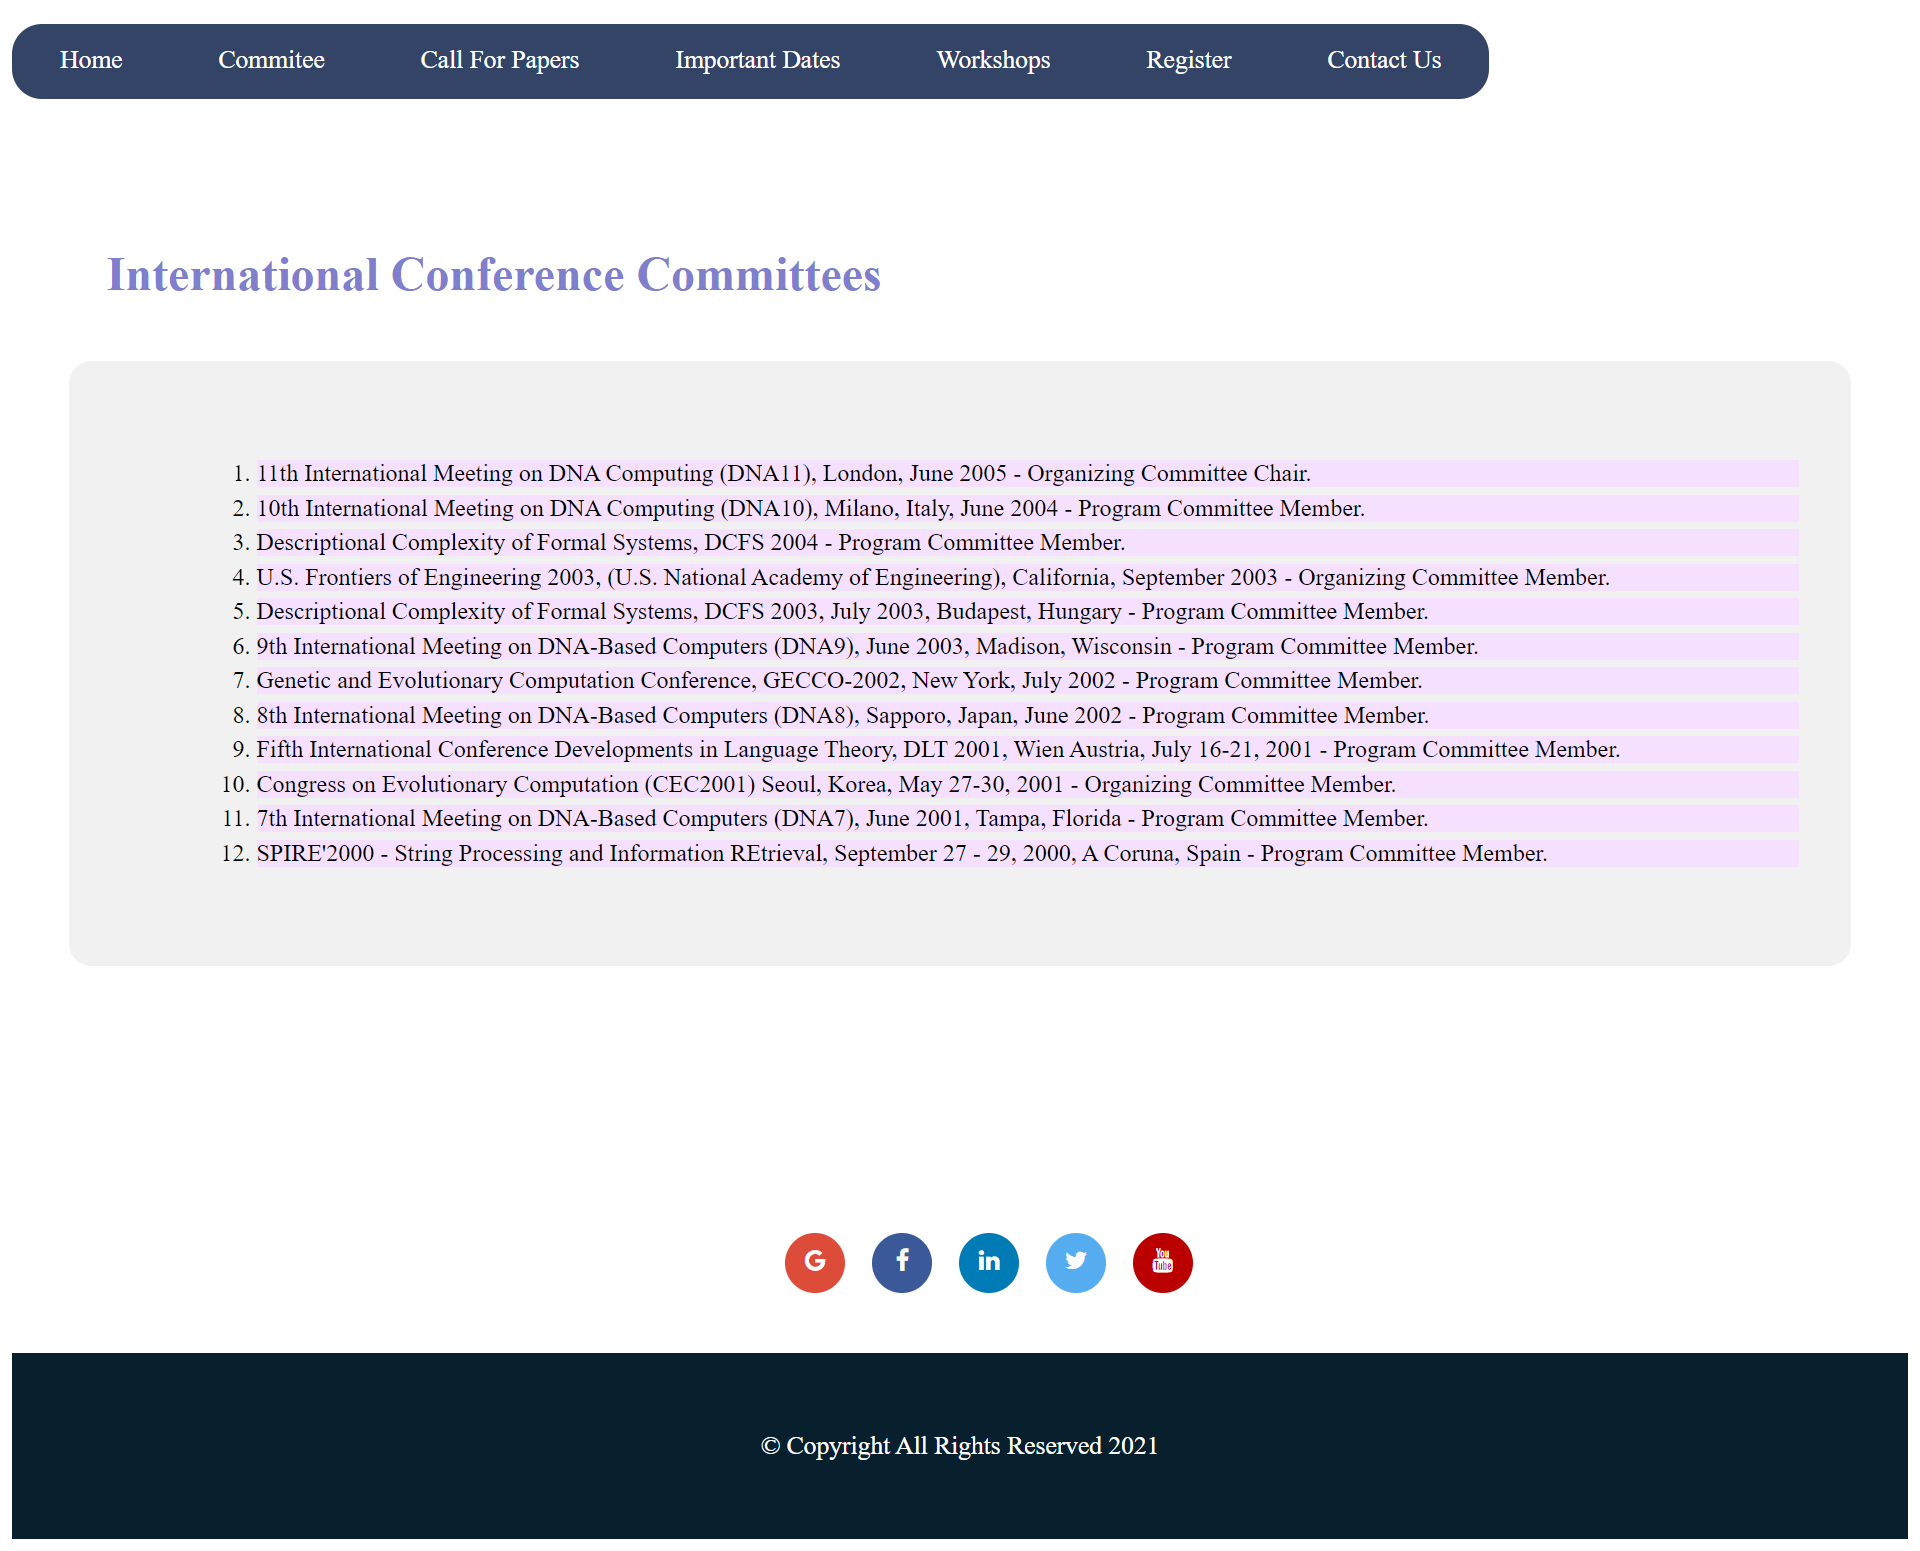 Home Commitee Call For Papers Important Dates Workshops Register Contact Us
International Conference Committees
1. 11th International Meeting on DNA Computing (DNA11), London, June 2005 - Organizing Committee Chair.
2. 10th International Meeting on DNA Computing (DNA10), Milano, Italy, June 2004 - Program Committee Member.
3. Descriptional Complexity of Formal Systems, DCFS 2004 - Program Committee Member.
4. U.S. Frontiers of Engineering 2003, (U.S. National Academy of Engineering), California, September 2003 - Organizing Committee Member.
5. Descriptional Complexity of Formal Systems, DCFS 2003, July 2003, Budapest, Hungary - Program Committee Member.
6. 9th International Meeting on DNA-Based Computers (DNA9), June 2003, Madison, Wisconsin - Program Committee Member.
7. Genetic and Evolutionary Computation Conference, GECCO-2002, New York, July 2002 - Program Committee Member.
8. 8th International Meeting on DNA-Based Computers (DNA8), Sapporo, Japan, June 2002 - Program Committee Member.
9. Fifth International Conference Developments in Language Theory, DLT 2001, Wien Austria, July 16-21, 2001 - Program Committee Member.
10. Congress on Evolutionary Computation (CEC2001) Seoul, Korea, May 27-30, 2001 - Organizing Committee Member.
11. 7th International Meeting on DNA-Based Computers (DNA7), June 2001, Tampa, Florida - Program Committee Member.
12. SPIRE'2000 - String Processing and Information REtrieval, September 27 - 29, 2000, A Coruna, Spain - Program Committee Member.
G f in You Tube
© Copyright All Rights Reserved 2021